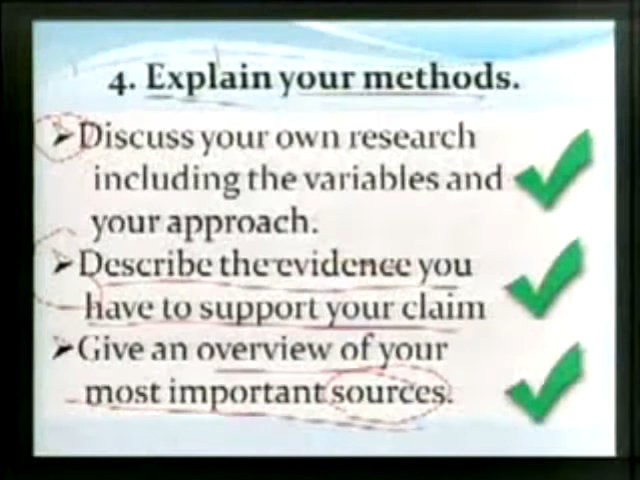 4. Explain your methods.
➢Discuss your own research
including the variables and
your approach.
➢Describe the evidence you
have to support your claim
➢Give an overview of your
most important sources.